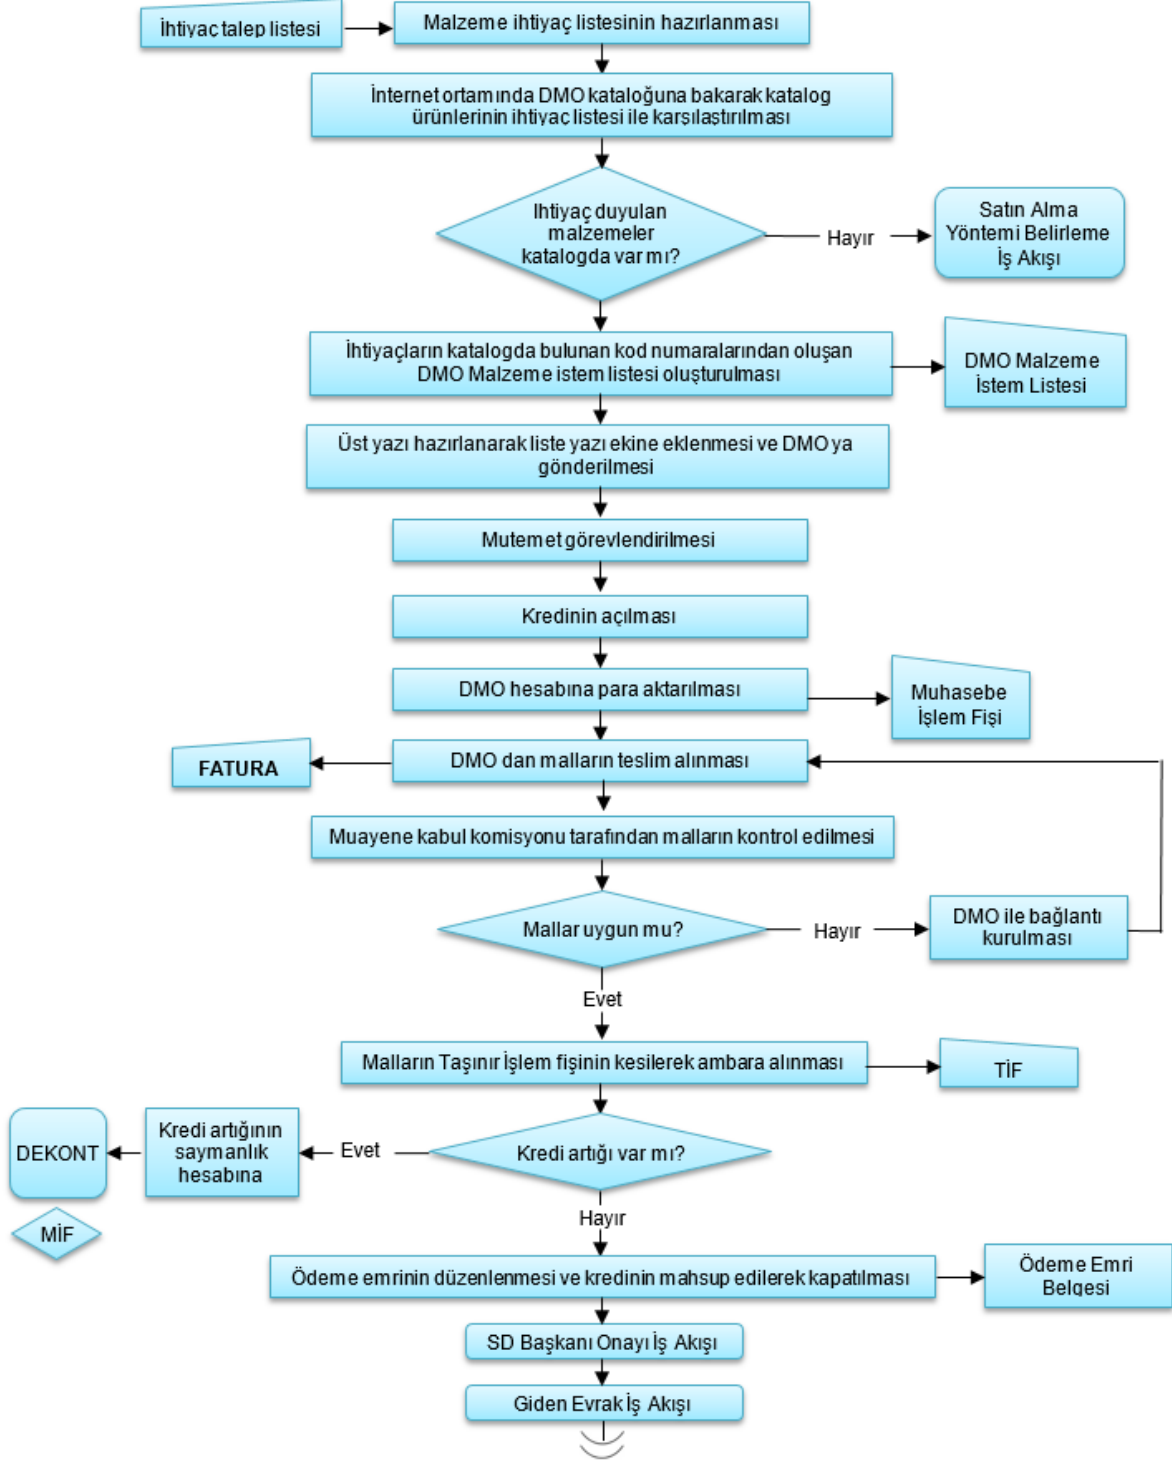 İhtiyaç talep listesi
Malzeme ihtiyaç listesinin hazırlanması
İnternet ortamında DMO kataloğuna bakarak katalog
ürünlerinin ihtiyaç listesi ile karşılaştırılması
Ihtiyaç duyulan
malzemeler
katalogda var mı?
Hayır
Satın Alma
Yöntemi Belirleme
İş Akışı
İhtiyaçların katalogda bulunan kod numaralarından oluşan
DMO Malzeme istem listesi oluşturulması
DMO Malzeme
İstem Listesi
Üst yazı hazırlanarak liste yazı ekine eklenmesi ve DMO ya
gönderilmesi
Mutemet görevlendirilmesi
Kredinin açılması
DMO hesabına para aktarılması
Muhasebe
İşlem Fişi
FATURA
DMO dan malların teslim alınması
Muayene kabul komisyonu tarafından malların kontrol edilmesi
Mallar uygun mu?
Hayır
DMO ile bağlantı
kurulması
Evet
Malların Taşınır İşlem fişinin kesilerek ambara alınması
TİF
DEKONT
Kredi artığının
saymanlık
hesabına
Evet
Kredi artığı var mı?
MİF
Hayır
Ödeme emrinin düzenlenmesi ve kredinin mahsup edilerek kapatılması
Ödeme Emri
Belgesi
SD Başkanı Onayı İş Akışı
Giden Evrak İş Akışı